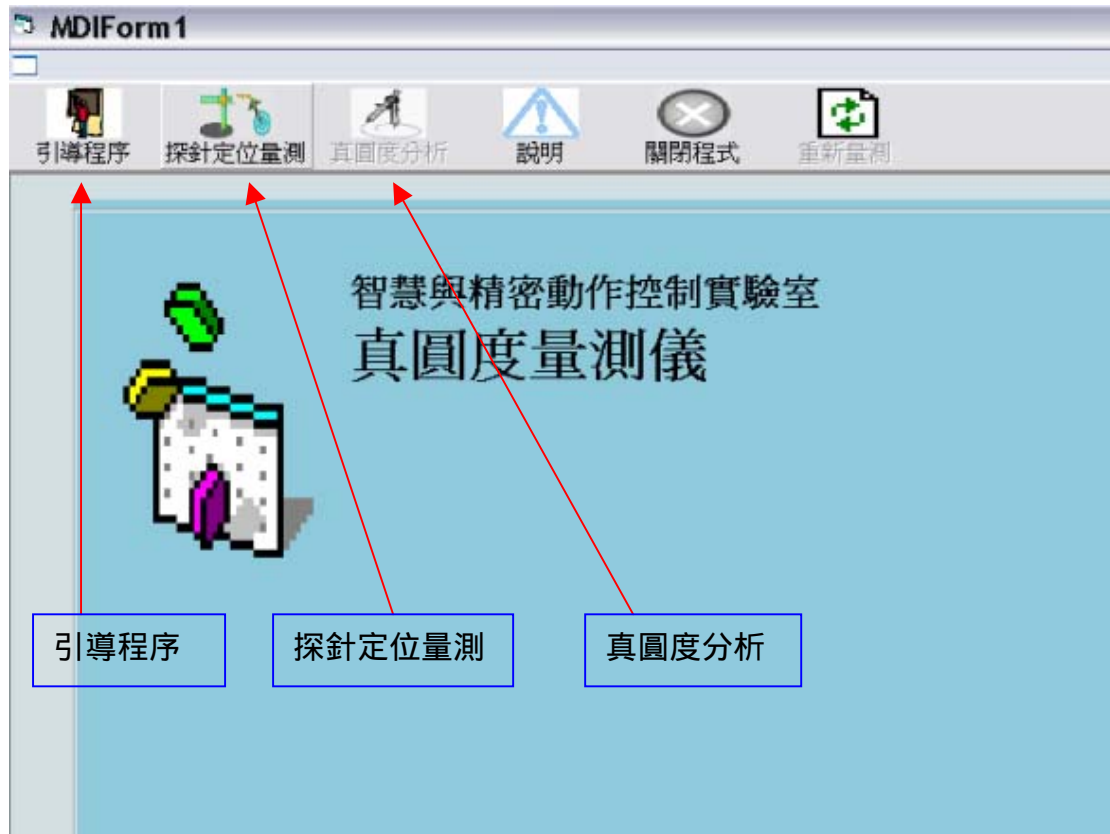 MDIForm1
引導程序 探針定位量測 真圓度分析 說明 關閉程式 重新量測
智慧與精密動作控制實驗室
真圓度量測儀
引導程序 探針定位量測 真圓度分析